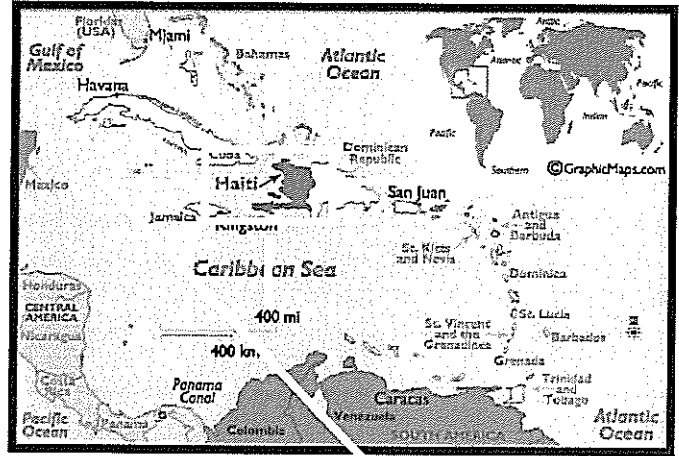 Florida
(USA)
Miami
Gulf of
Mexico
Bahamas
Atlantic
Ocean
Havana
Arctic
Atlantic
Pacific
Indian
Pacific
Southern
©GraphicMaps.com
Cuba
Dominican
Republic
Haiti
Mexico
San Juan
Jamaica
Kingston
Antigua
and
Barbuda
St. Kitts
and Nevis
Caribbean Sea
Dominica
Honduras
CENTRAL
AMERICA
Nicaragua
400 mi
400 km
St. Lucia
St. Vincent
and the
Grenadines
Barbados
Grenada
Costa
Rica
Panama
Canal
Caracas
Trinidad
and
Tobago
Pacific
Ocean
Panama
Colombia
Venezuela
SOUTH AMERICA
Atlantic
Ocean